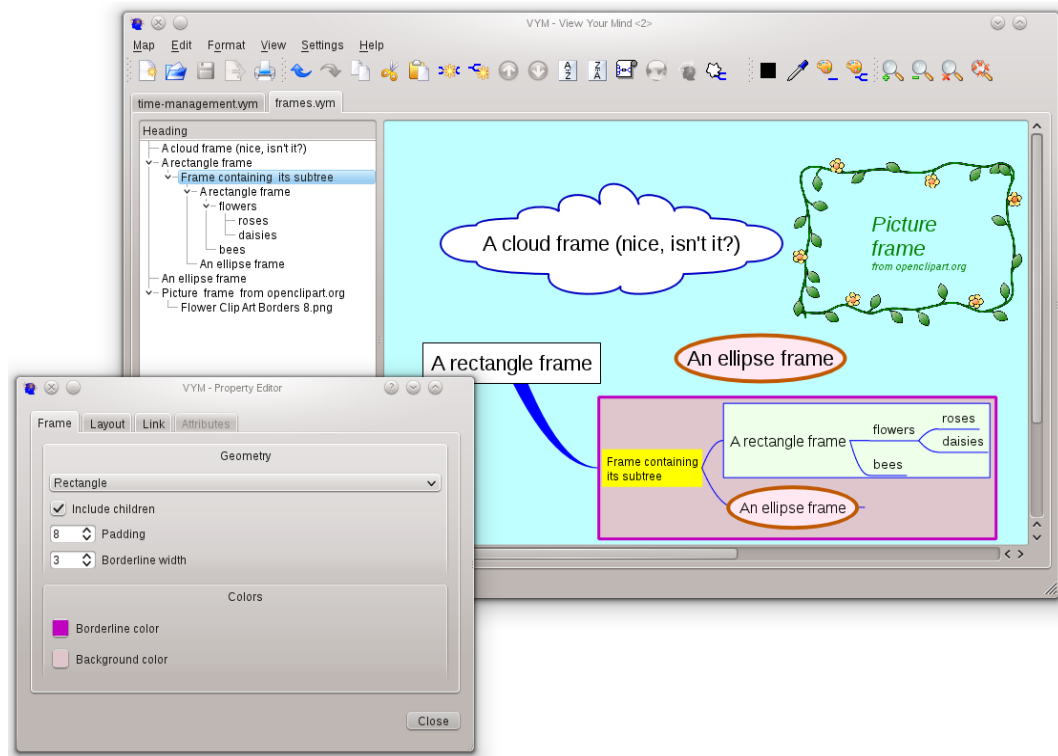 VYM - View Your Mind <2>
Map Edit Format View Settings Help
time-management.vym frames.vym
Heading
A cloud frame (nice, isn't it?)
A rectangle frame
Frame containing its subtree
A rectangle frame
flowers
roses
daisies
bees
An ellipse frame
An ellipse frame
Picture frame from openclipart.org
Flower Clip Art Borders 8.png
A cloud frame (nice, isn't it?)
Picture
frame
from openclipart.org
A rectangle frame
An ellipse frame
Frame containing
its subtree
A rectangle frame
flowers
roses
daisies
bees
An ellipse frame
VYM - Property Editor
Frame Layout Link Attributes
Geometry
Rectangle
Include children
8 Padding
3 Borderline width
Colors
Borderline color
Background color
Close